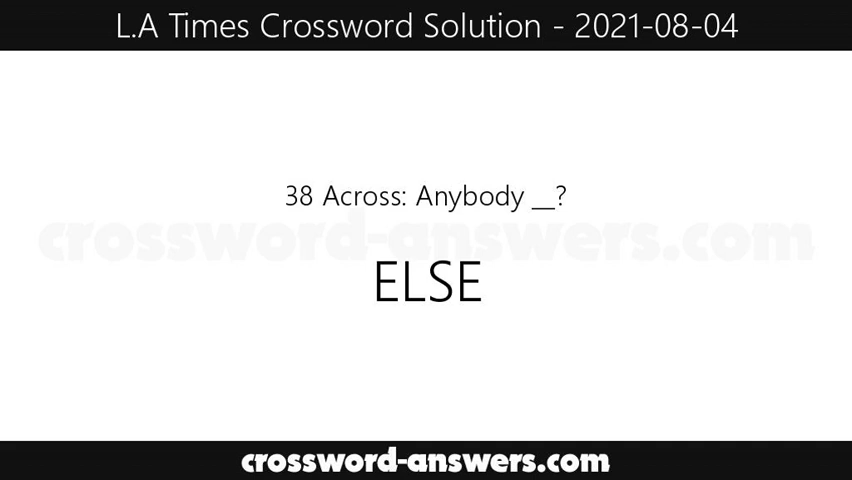 L.A Times Crossword Solution - 2021-08-04
38 Across: Anybody __?
crossword-answers.com
ELSE
crossword-answers.com